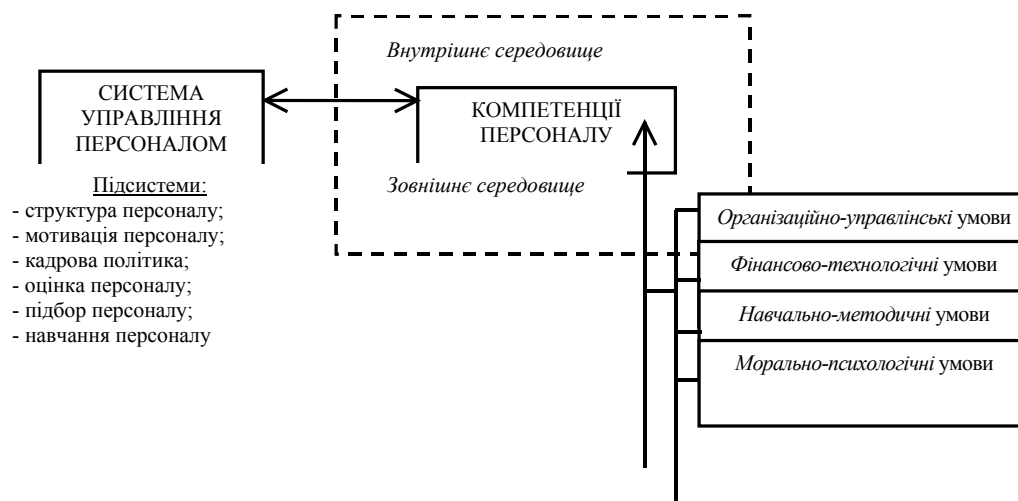 Внутрішнє середовище
СИСТЕМА
УПРАВЛІННЯ
ПЕРСОНАЛОМ
КОМПЕТЕНЦІЇ
ПЕРСОНАЛУ
Зовнішнє середовище
Підсистеми:
- структура персоналу;
- мотивація персоналу;
- кадрова політика;
- оцінка персоналу;
- підбор персоналу;
- навчання персоналу
Організаційно-управлінські умови
Фінансово-технологічні умови
Навчально-методичні умови
Морально-психологічні умови